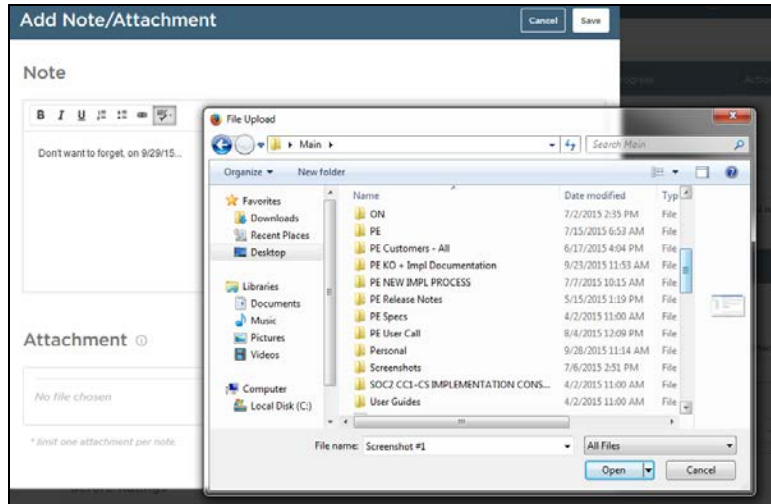 Add Note/Attachment
Cancel
Save
Note
B I U
Don't want to forget, on 9/29/15...
Attachment
No file chosen
* limit one attachment per note.
File Upload
Main
Search Main
Organize
New folder
Favorites
Downloads
Recent Places
Desktop
Libraries
Documents
Music
Pictures
Videos
Computer
Local Disk (C:)
Name Date modified Typ
ON 7/2/2015 2:35 PM File
PE 7/15/2015 6:53 AM File
PE Customers - All 6/17/2015 4:04 PM File
PE KO + Impl Documentation 9/23/2015 11:53 AM File
PE NEW IMPL PROCESS 7/7/2015 10:15 AM File
PE Release Notes 5/15/2015 1:19 PM File
PE Specs 4/2/2015 11:00 AM File
PE User Call 8/4/2015 12:09 PM File
Personal 9/28/2015 11:14 AM File
Screenshots 7/6/2015 2:51 PM File
SOC2 CC1-CS IMPLEMENTATION CONS... 4/2/2015 11:00 AM File
User Guides 4/2/2015 11:00 AM File
File name: Screenshot #1
All Files
Open
Cancel